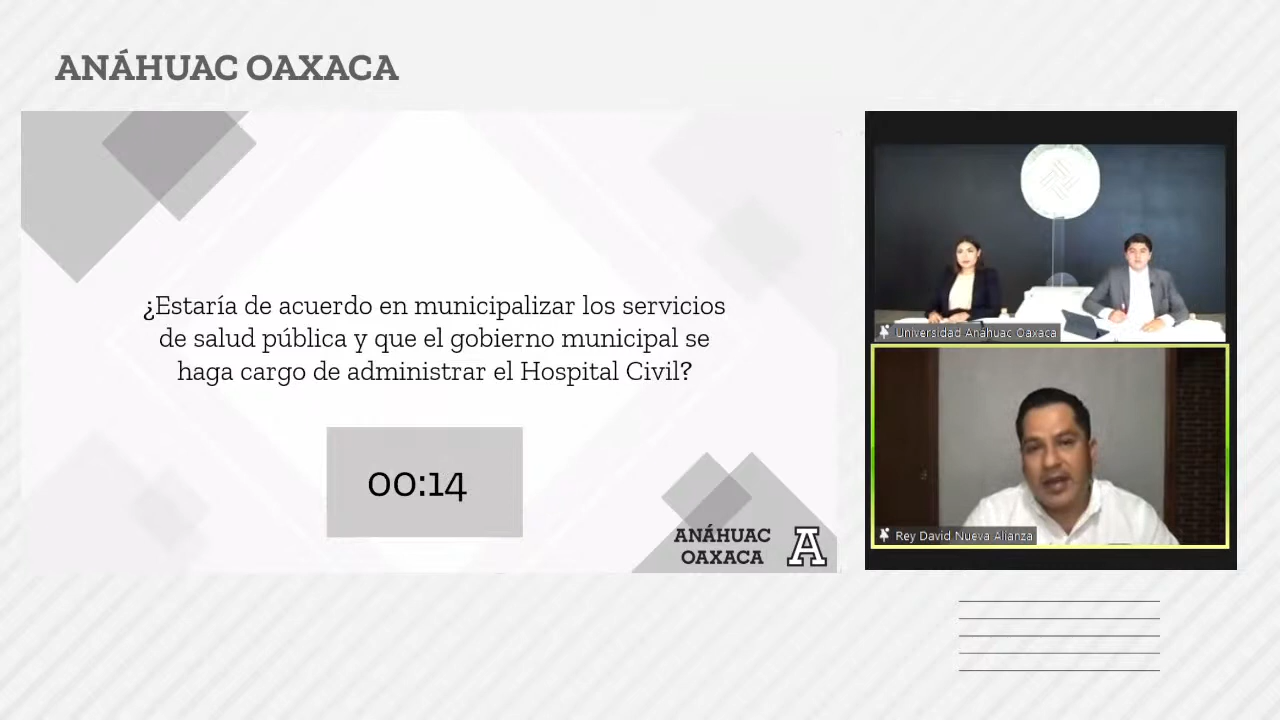 ANÁHUAC OAXACA
¿Estaría de acuerdo en municipalizar los servicios
de salud pública y que el gobierno municipal se
haga cargo de administrar el Hospital Civil?
00:14
ANÁHUAC
OAXACA
A
Universidad Anáhuac Oaxaca
Rey David Nueva Alianza